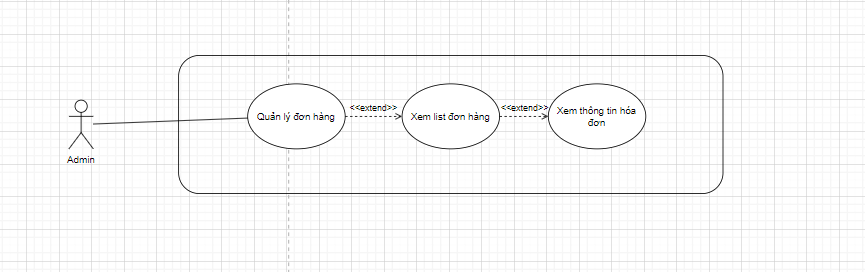 <<extend>>
<<extend>>
Quản lý đơn hàng
Xem list đơn hàng
Xem thông tin hóa
đơn
Admin